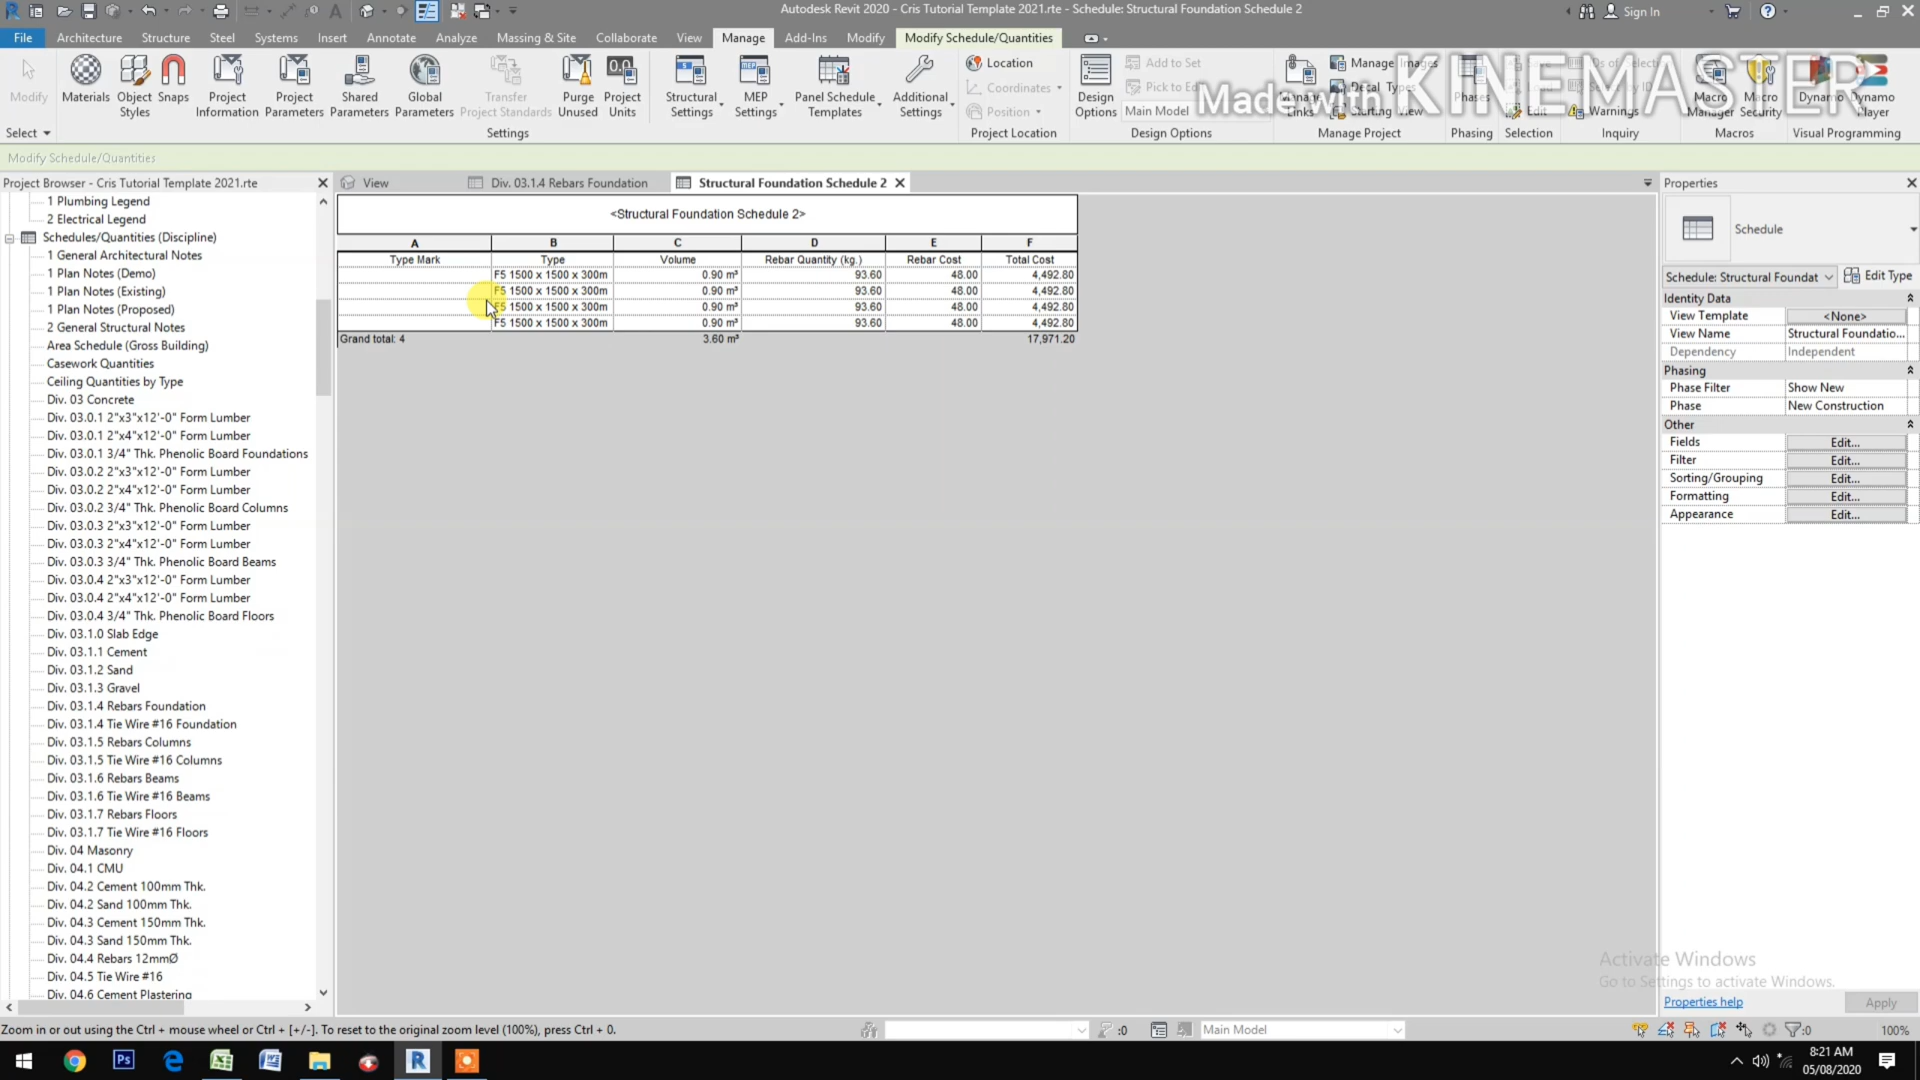 Autodesk Revit 2020 - Cris Tutorial Template 2021.rte - Schedule: Structural Foundation Schedule 2
Sign In
File Architecture Structure Steel Systems Insert Annotate Analyze Massing & Site Collaborate View Manage Add-Ins Modify Modify Schedule/Quantities
Modify
Materials
Object Styles
Snaps
Project Information
Project Parameters
Shared Parameters
Global Parameters
Transfer Project Standards
Purge Unused
Project Units
Structural Settings
MEP Settings
Panel Schedule Templates
Additional Settings
Location
Coordinates
Position
Design Options
Add to Set
Pick to Edit
Main Model
Manage Links
Manage Images
Decal Types
Starting View
Phases
Edit
Warnings
Macro Manager
Macro Security
Dynamo
Dynamo Player
Made with KINEMASTER
Select
Settings
Project Location
Design Options
Manage Project
Phasing
Selection
Inquiry
Macros
Visual Programming
Modify Schedule/Quantities
Project Browser - Cris Tutorial Template 2021.rte
1 Plumbing Legend
2 Electrical Legend
Schedules/Quantities (Discipline)
1 General Architectural Notes
1 Plan Notes (Demo)
1 Plan Notes (Existing)
1 Plan Notes (Proposed)
2 General Structural Notes
Area Schedule (Gross Building)
Casework Quantities
Ceiling Quantities by Type
Div. 03 Concrete
Div. 03.0.1 2"x3"x12'-0" Form Lumber
Div. 03.0.1 2"x4"x12'-0" Form Lumber
Div. 03.0.1 3/4" Thk. Phenolic Board Foundations
Div. 03.0.2 2"x3"x12'-0" Form Lumber
Div. 03.0.2 2"x4"x12'-0" Form Lumber
Div. 03.0.2 3/4" Thk. Phenolic Board Columns
Div. 03.0.3 2"x3"x12'-0" Form Lumber
Div. 03.0.3 2"x4"x12'-0" Form Lumber
Div. 03.0.3 3/4" Thk. Phenolic Board Beams
Div. 03.0.4 2"x3"x12'-0" Form Lumber
Div. 03.0.4 2"x4"x12'-0" Form Lumber
Div. 03.0.4 3/4" Thk. Phenolic Board Floors
Div. 03.1.0 Slab Edge
Div. 03.1.1 Cement
Div. 03.1.2 Sand
Div. 03.1.3 Gravel
Div. 03.1.4 Rebars Foundation
Div. 03.1.4 Tie Wire #16 Foundation
Div. 03.1.5 Rebars Columns
Div. 03.1.5 Tie Wire #16 Columns
Div. 03.1.6 Rebars Beams
Div. 03.1.6 Tie Wire #16 Beams
Div. 03.1.7 Rebars Floors
Div. 03.1.7 Tie Wire #16 Floors
Div. 04 Masonry
Div. 04.1 CMU
Div. 04.2 Cement 100mm Thk.
Div. 04.2 Sand 100mm Thk.
Div. 04.3 Cement 150mm Thk.
Div. 04.3 Sand 150mm Thk.
Div. 04.4 Rebars 12mmØ
Div. 04.5 Tie Wire #16
Div. 04.6 Cement Plastering
View Div. 03.1.4 Rebars Foundation Structural Foundation Schedule 2
<Structural Foundation Schedule 2>
A B C D E F
Type Mark Type Volume Rebar Quantity (kg.) Rebar Cost Total Cost
F5 1500 x 1500 x 300m 0.90 m³ 93.60 48.00 4,492.80
F5 1500 x 1500 x 300m 0.90 m³ 93.60 48.00 4,492.80
F5 1500 x 1500 x 300m 0.90 m³ 93.60 48.00 4,492.80
F5 1500 x 1500 x 300m 0.90 m³ 93.60 48.00 4,492.80
Grand total: 4 3.60 m³ 17,971.20
Properties
Schedule
Schedule: Structural Foundat Edit Type
Identity Data
View Template <None>
View Name Structural Foundatio...
Dependency Independent
Phasing
Phase Filter Show New
Phase New Construction
Other
Fields Edit...
Filter Edit...
Sorting/Grouping Edit...
Formatting Edit...
Appearance Edit...
Activate Windows
Go to Settings to activate Windows.
Properties help Apply
Zoom in or out using the Ctrl + mouse wheel or Ctrl + [+/-]. To reset to the original zoom level (100%), press Ctrl + 0.
:0 Main Model :0 100%
8:21 AM
05/08/2020